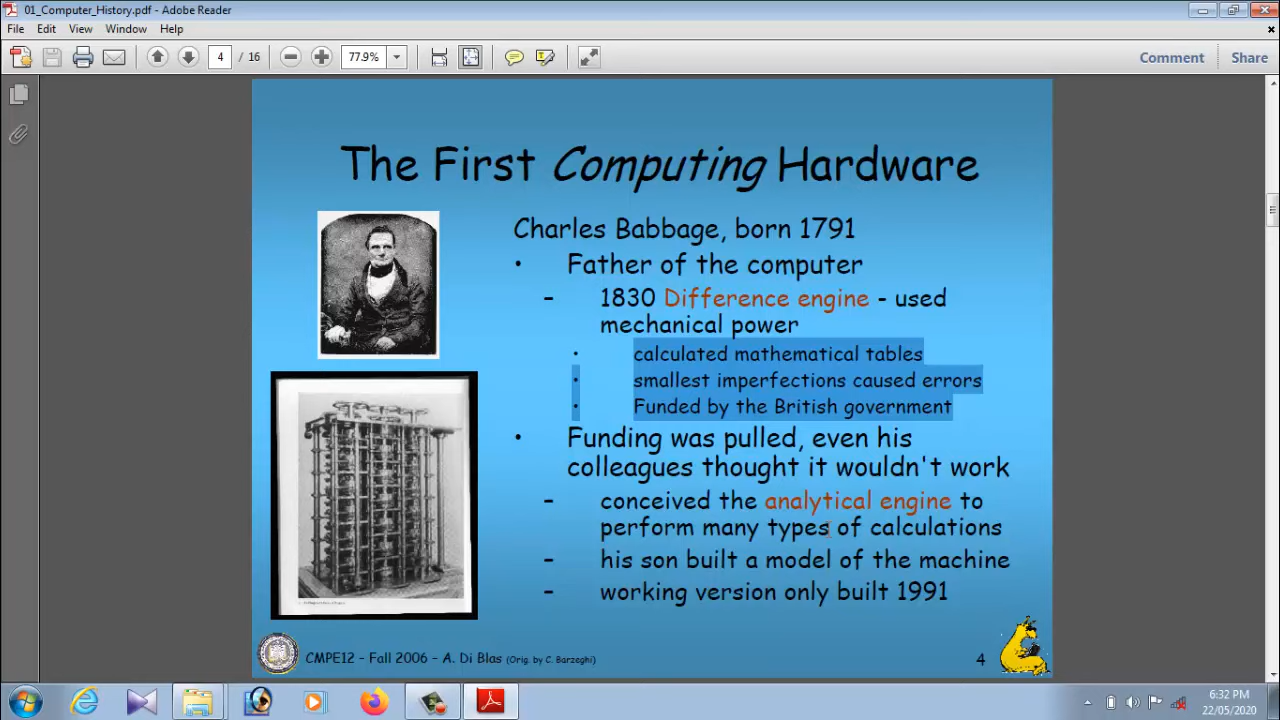 01_Computer_History.pdf - Adobe Reader
File Edit View Window Help
4 / 16 77.9% Comment Share
The First Computing Hardware
Charles Babbage, born 1791
• Father of the computer
- 1830 Difference engine - used
mechanical power
• calculated mathematical tables
• smallest imperfections caused errors
• Funded by the British government
• Funding was pulled, even his
colleagues thought it wouldn't work
- conceived the analytical engine to
perform many types of calculations
- his son built a model of the machine
- working version only built 1991
CMPE12 - Fall 2006 - A. Di Blas (Orig. by C. Barzeghi)
4
6:32 PM
22/05/2020